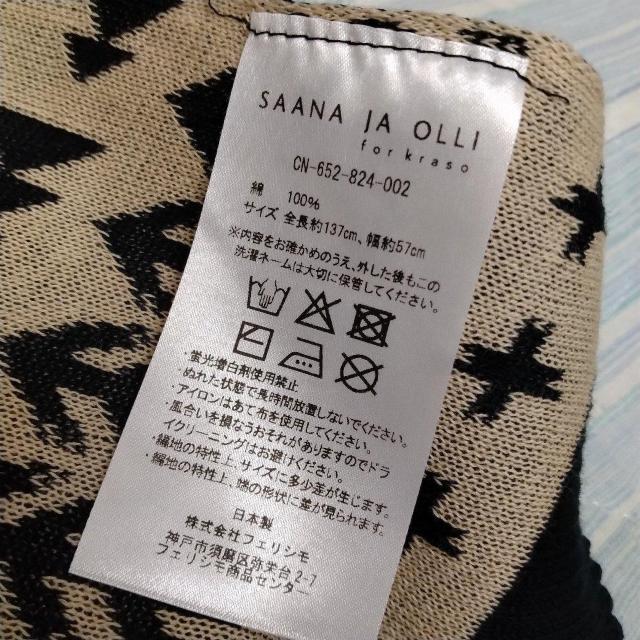 SAANA JA OLLI
for kraso
CN-652-824-002
綿 100%
サイズ 全長約137cm、幅約57cm
※内容をお確かめのうえ、外した後もこの
洗濯ネームは大切に保管してください。
蛍光増白剤使用禁止
・ぬれた状態で長時間放置しないでください。
・アイロンはあて布を使用してください。
・風合いを損なうおそれがありますのでドラ
イクリーニングはお避けください。
・編地の特性上、サイズに多少差が生じます。
・編地の特性上、柄の形状に差が見られます。
日本製
株式会社フェリシモ
神戸市須磨区弥栄台2-7
フェリシモ商品センター